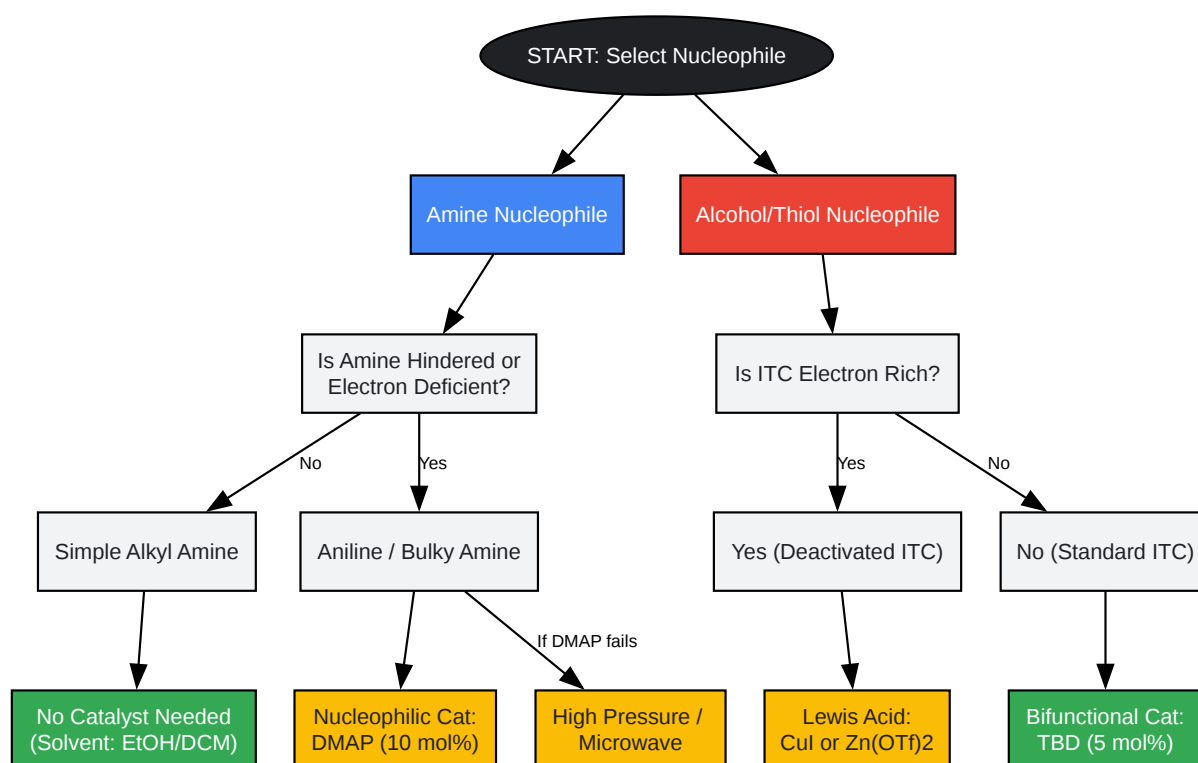 START: Select Nucleophile
Amine Nucleophile
Alcohol/Thiol Nucleophile
Is Amine Hindered or
Electron Deficient?
Is ITC Electron Rich?
No
Yes
Yes
No
Simple Alkyl Amine
Aniline / Bulky Amine
Yes (Deactivated ITC)
No (Standard ITC)
If DMAP fails
No Catalyst Needed
(Solvent: EtOH/DCM)
Nucleophilic Cat:
DMAP (10 mol%)
High Pressure /
Microwave
Lewis Acid:
CuI or Zn(OTf)2
Bifunctional Cat:
TBD (5 mol%)